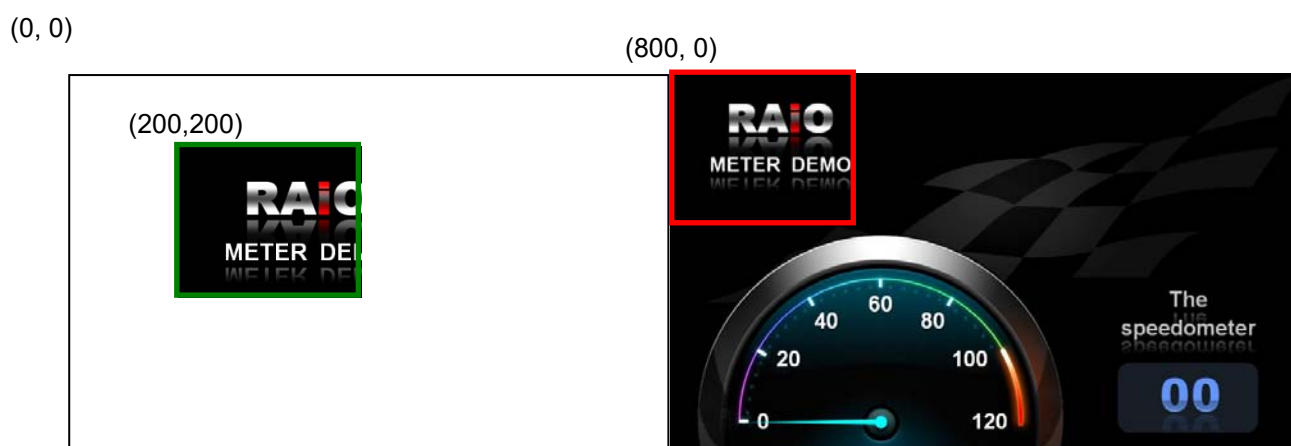 (0, 0)
(800, 0)
(200,200)
RAiO
METER DEMO
RAiO
METER DE
60
40
80
20
100
0
120
The
speedometer
00